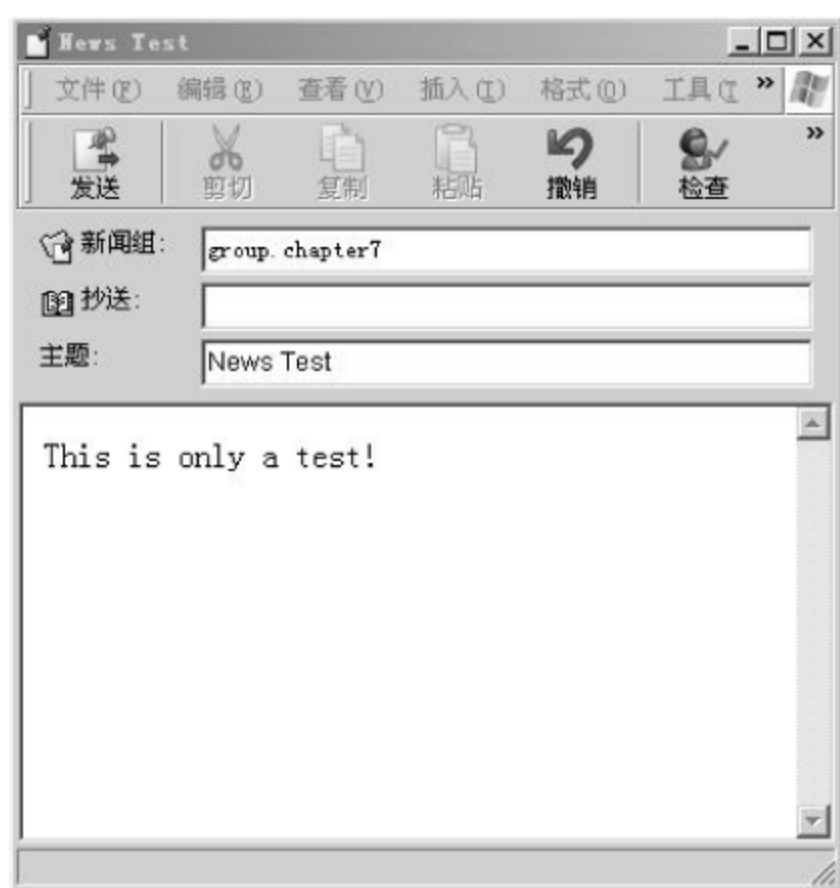 News Test
文件(F) 编辑(E) 查看(V) 插入(I) 格式(O) 工具(T »
发送 剪切 复制 粘贴 撤销 检查 »
新闻组: group.chapter7
抄送:
主题: News Test
This is only a test!